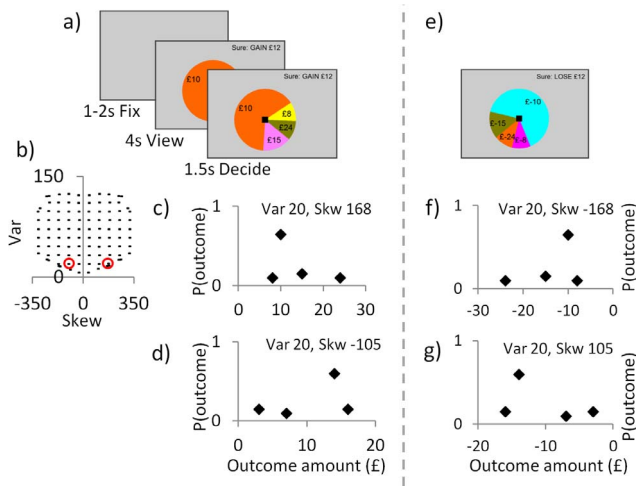 a)
Sure: GAIN £12
£10
Sure: GAIN £12
£10
£8
£24
£15
1-2s Fix
4s View
1.5s Decide
b)
150
Var
0
-350
0
350
Skew
c)
Var 20, Skw 168
P(outcome)
1
0
0
10
20
30
d)
Var 20, Skw -105
P(outcome)
1
0
0
10
20
Outcome amount (£)
e)
Sure: LOSE £12
£-10
£-15
£-24
£-8
f)
Var 20, Skw -168
1
0
P(outcome)
-30
-20
-10
0
g)
Var 20, Skw 105
1
0
P(outcome)
-20
-10
0
Outcome amount (£)